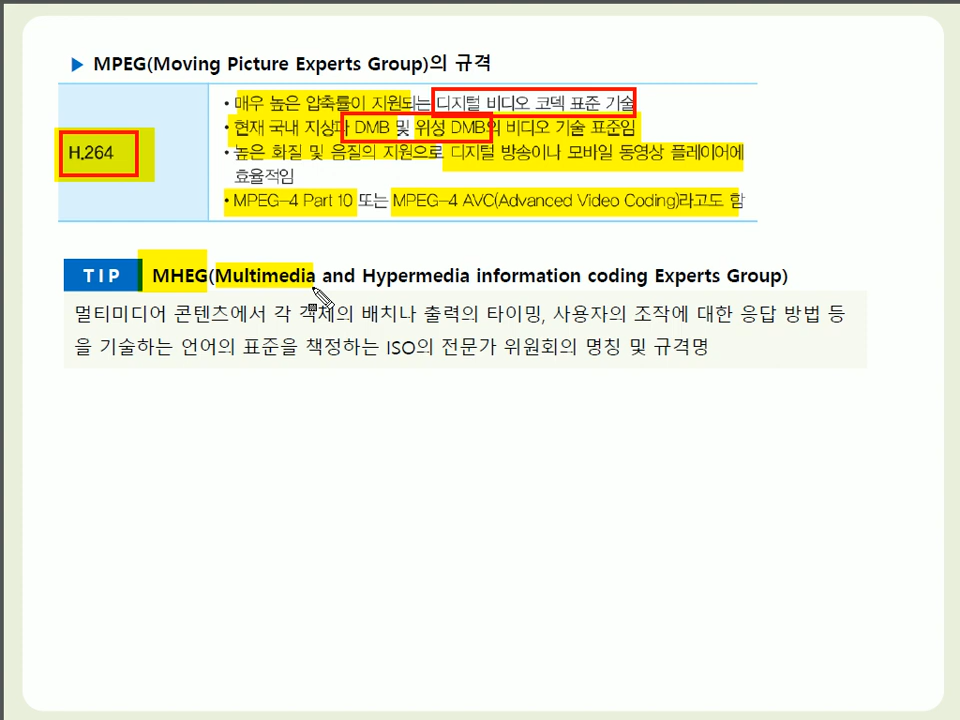 ▶ MPEG(Moving Picture Experts Group)의 규격
H.264
• 매우 높은 압축률이 지원되는 디지털 비디오 코덱 표준 기술
• 현재 국내 지상파 DMB 및 위성 DMB의 비디오 기술 표준임
• 높은 화질 및 음질의 지원으로 디지털 방송이나 모바일 동영상 플레이어에
효율적임
• MPEG-4 Part 10 또는 MPEG-4 AVC(Advanced Video Coding)라고도 함
TIP MHEG(Multimedia and Hypermedia information coding Experts Group)
멀티미디어 콘텐츠에서 각 객체의 배치나 출력의 타이밍, 사용자의 조작에 대한 응답 방법 등
을 기술하는 언어의 표준을 책정하는 ISO의 전문가 위원회의 명칭 및 규격명